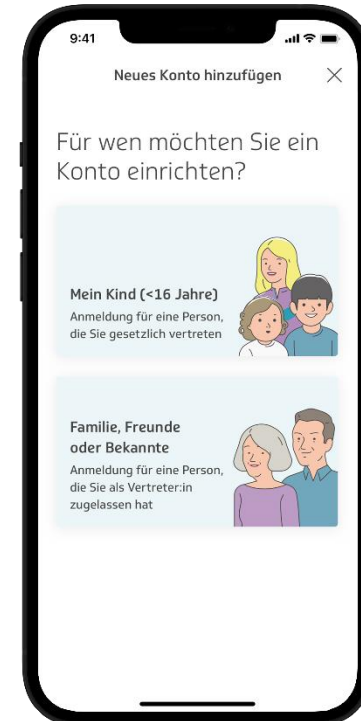 9:41
Neues Konto hinzufügen
Für wen möchten Sie ein
Konto einrichten?
Mein Kind (<16 Jahre)
Anmeldung für eine Person,
die Sie gesetzlich vertreten
Familie, Freunde
oder Bekannte
Anmeldung für eine Person,
die Sie als Vertreter:in
zugelassen hat